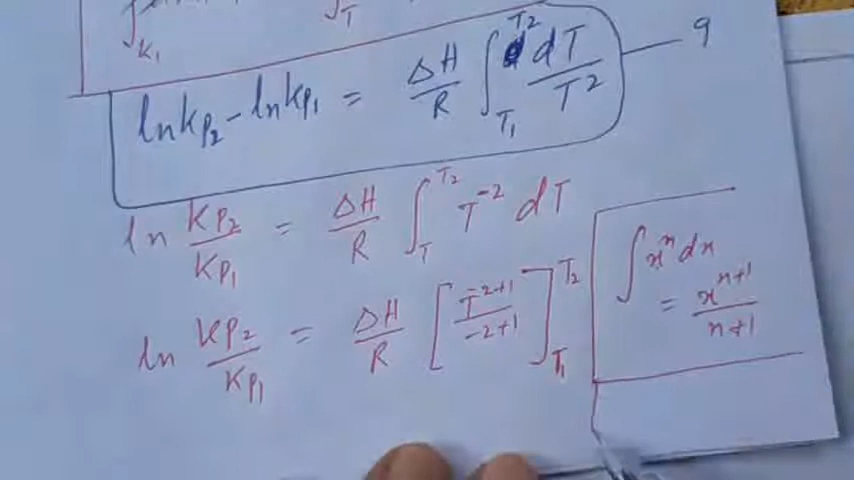 ∫K₁ ∫T
ln Kp₂ - ln Kp₁ = ΔH/R ∫T₁^T₂ dT/T² — 9
ln Kp₂/Kp₁ = ΔH/R ∫T^T₂ T⁻² dT
ln Kp₂/Kp₁ = ΔH/R [T⁻²⁺¹/-2+1]T₁^T₂
∫xⁿ dx
= xⁿ⁺¹/n+1